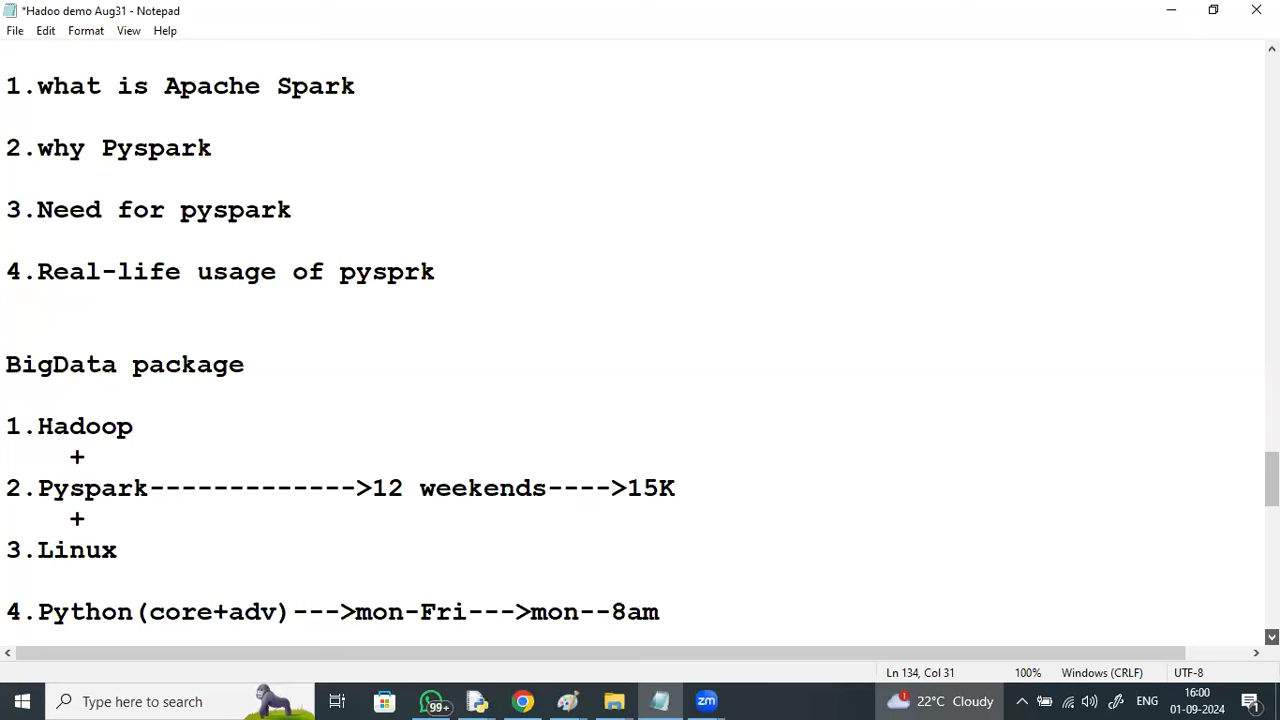 *Hadoo demo Aug31 - Notepad
File Edit Format View Help
1.what is Apache Spark
2.why Pyspark
3.Need for pyspark
4.Real-life usage of pysprk
BigData package
1.Hadoop
+
2.Pyspark------------->12 weekends---->15K
+
3.Linux
4.Python(core+adv)--->mon-Fri--->mon--8am
Ln 134, Col 31 100% Windows (CRLF) UTF-8
Type here to search 99+ zm 1 22°C Cloudy ENG 16:00 1
01-09-2024